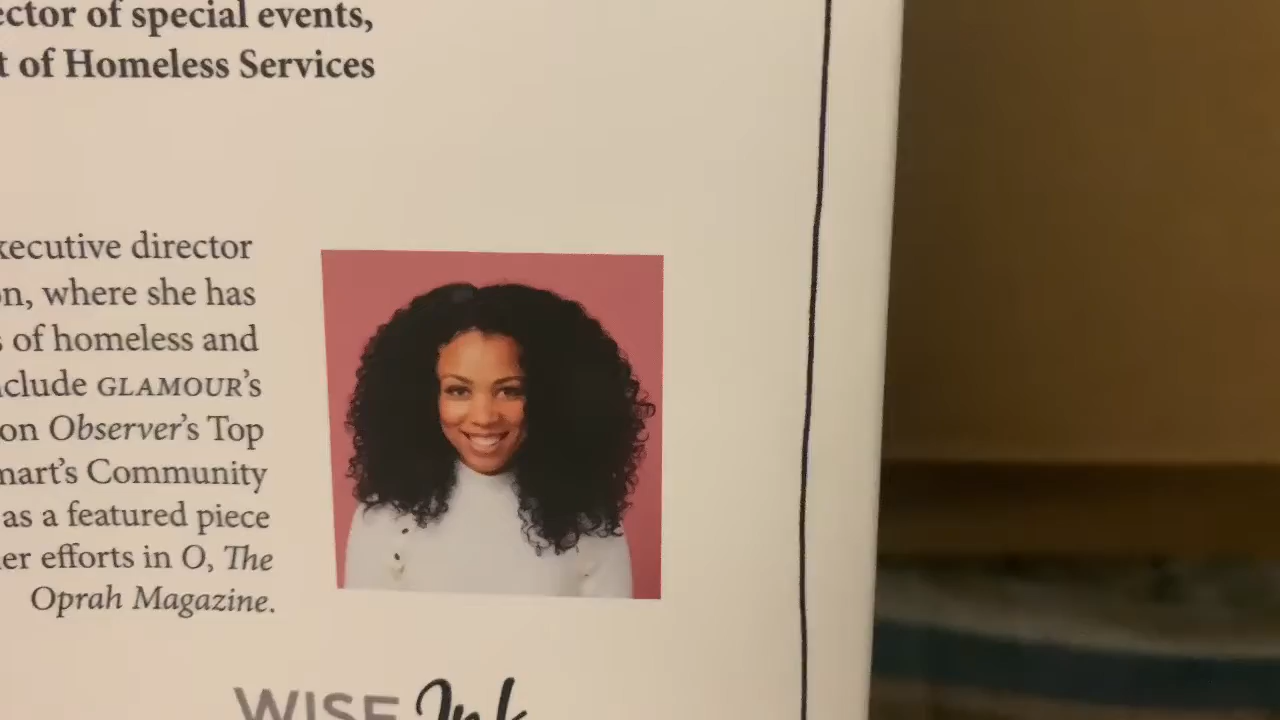 ector of special events,
t of Homeless Services
xecutive director
on, where she has
s of homeless and
nclude GLAMOUR's
on Observer's Top
mart's Community
as a featured piece
er efforts in O, The
Oprah Magazine.
WISE Ink